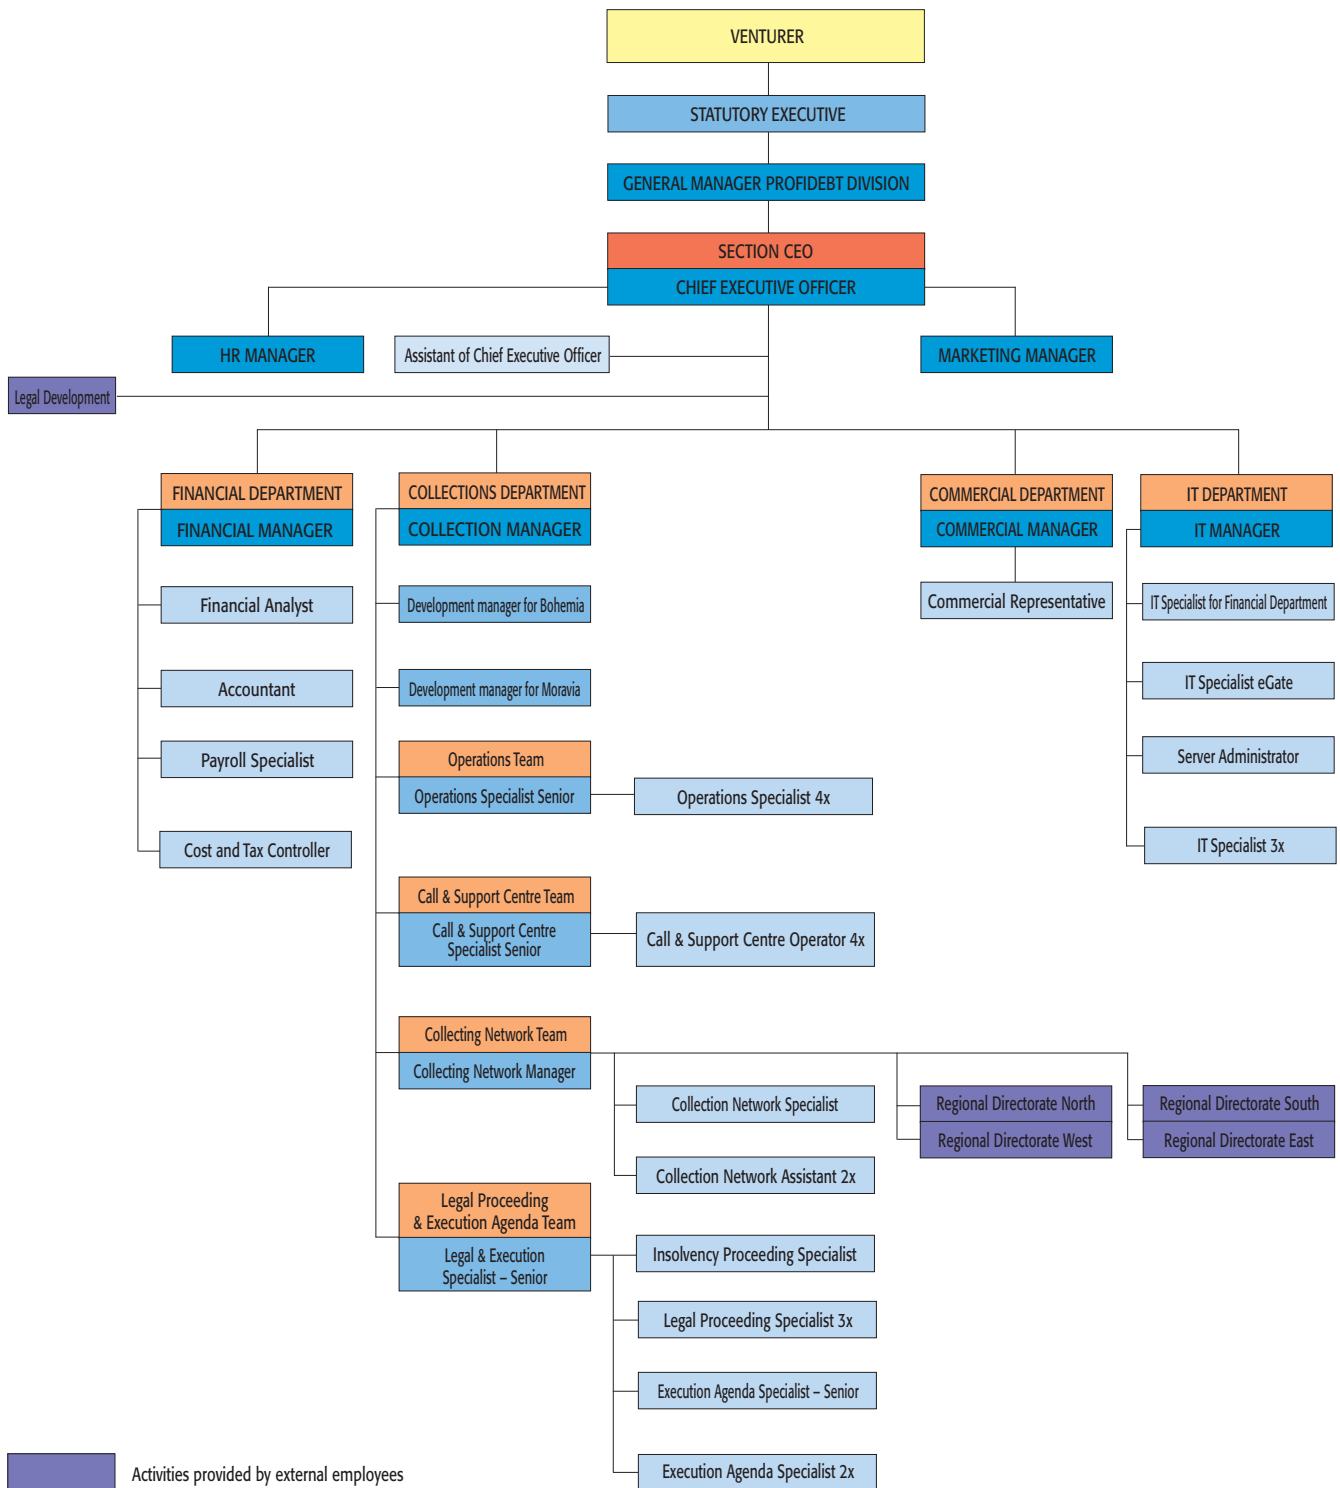 VENTURER
STATUTORY EXECUTIVE
GENERAL MANAGER PROFIDEBT DIVISION
SECTION CEO
CHIEF EXECUTIVE OFFICER
HR MANAGER
Assistant of Chief Executive Officer
MARKETING MANAGER
Legal Development
FINANCIAL DEPARTMENT
FINANCIAL MANAGER
Financial Analyst
Accountant
Payroll Specialist
Cost and Tax Controller
COLLECTIONS DEPARTMENT
COLLECTION MANAGER
Development manager for Bohemia
Development manager for Moravia
Operations Team
Operations Specialist Senior
Operations Specialist 4x
Call & Support Centre Team
Call & Support Centre
Specialist Senior
Call & Support Centre Operator 4x
Collecting Network Team
Collecting Network Manager
Collection Network Specialist
Collection Network Assistant 2x
Regional Directorate North
Regional Directorate West
Regional Directorate South
Regional Directorate East
Legal Proceeding
& Execution Agenda Team
Legal & Execution
Specialist – Senior
Insolvency Proceeding Specialist
Legal Proceeding Specialist 3x
Execution Agenda Specialist – Senior
Execution Agenda Specialist 2x
COMMERCIAL DEPARTMENT
COMMERCIAL MANAGER
Commercial Representative
IT DEPARTMENT
IT MANAGER
IT Specialist for Financial Department
IT Specialist eGate
Server Administrator
IT Specialist 3x
Activities provided by external employees